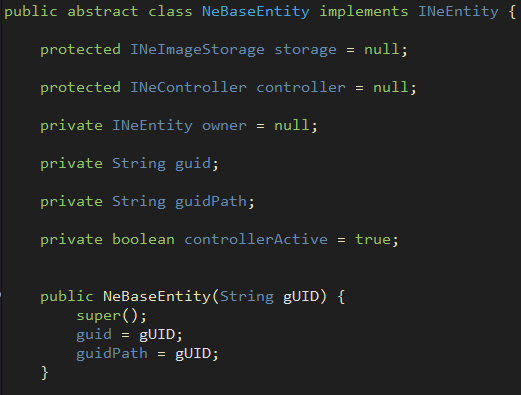 public abstract class NeBaseEntity implements INeEntity {
protected INeImageStorage storage = null;
protected INeController controller = null;
private INeEntity owner = null;
private String guid;
private String guidPath;
private boolean controllerActive = true;
public NeBaseEntity(String gUID) {
super();
guid = gUID;
guidPath = gUID;
}